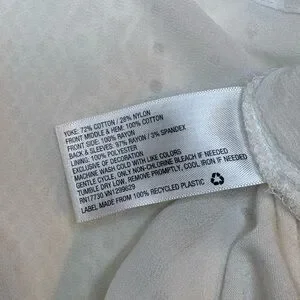 YOKE: 72% COTTON / 28% NYLON
FRONT MIDDLE & HEM: 100% COTTON
FRONT SIDE: 100% RAYON
BACK & SLEEVES: 97% RAYON / 3% SPANDEX
LINING: 100% POLYESTER
EXCLUSIVE OF DECORATION
MACHINE WASH COLD WITH LIKE COLORS
GENTLE CYCLE, ONLY NON-CHLORINE BLEACH IF NEEDED
TUMBLE DRY LOW. REMOVE PROMPTLY, COOL IRON IF NEEDED
RN17730 VN1299629
LABEL MADE FROM 100% RECYCLED PLASTIC